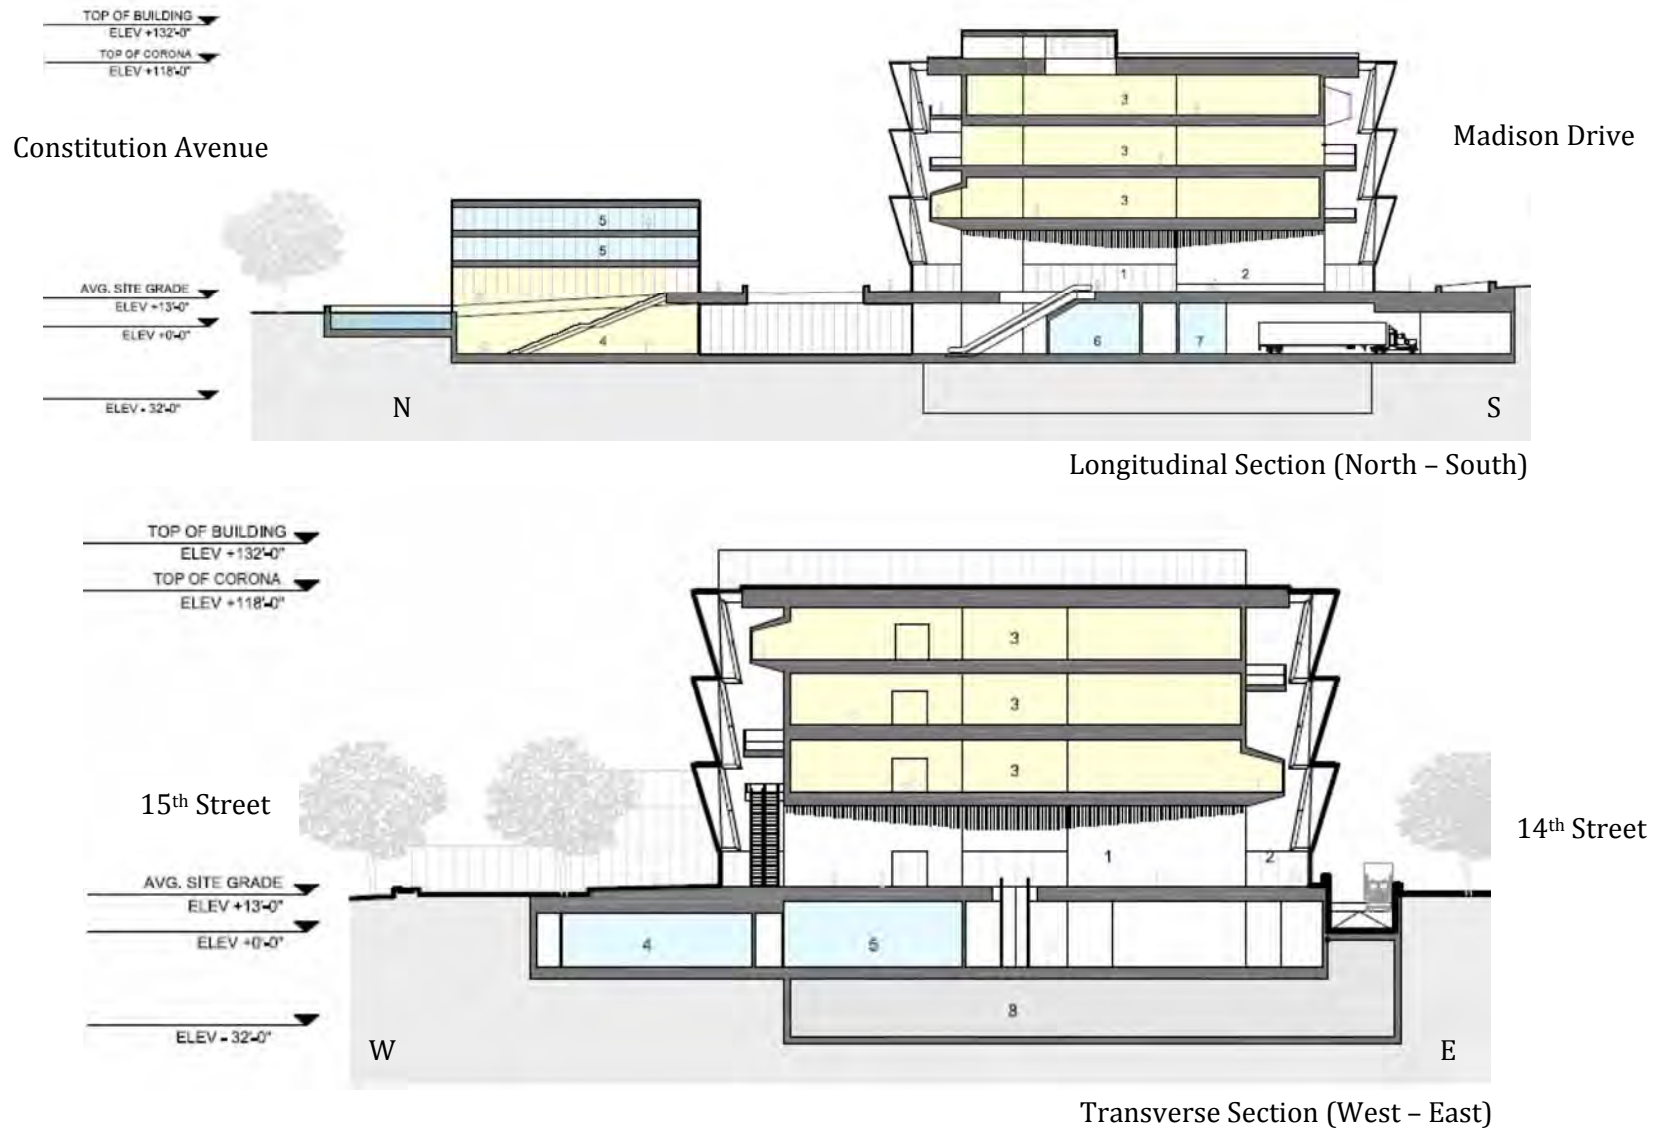 TOP OF BUILDING
ELEV +132'-0"
TOP OF CORONA
ELEV +118'-0"
Constitution Avenue
Madison Drive
3
3
3
5
5
AVG. SITE GRADE
ELEV +13'-0"
ELEV +0'-0"
1
2
4
6
7
ELEV - 32'-0"
N
S
Longitudinal Section (North – South)
TOP OF BUILDING
ELEV +132'-0"
TOP OF CORONA
ELEV +118'-0"
3
3
3
15th Street
14th Street
1
2
AVG. SITE GRADE
ELEV +13'-0"
ELEV +0'-0"
4
5
8
ELEV - 32'-0"
W
E
Transverse Section (West – East)